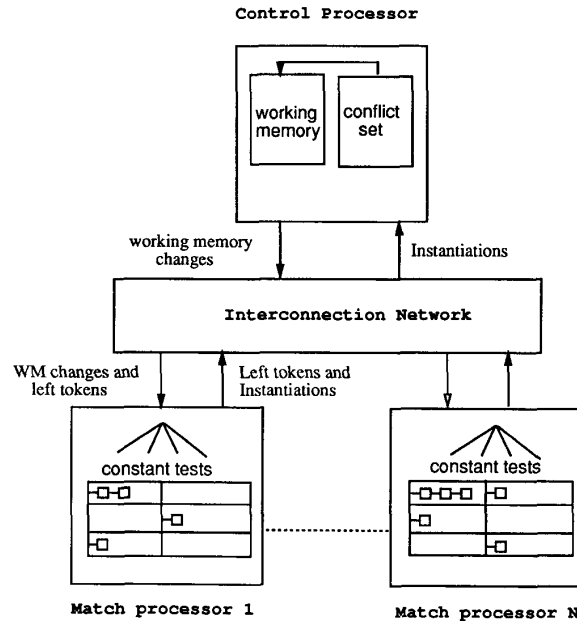 Control Processor
working
memory
conflict
set
working memory
changes
Instantiations
Interconnection Network
WM changes and
left tokens
Left tokens and
Instantiations
constant tests
constant tests
Match processor 1
Match processor N